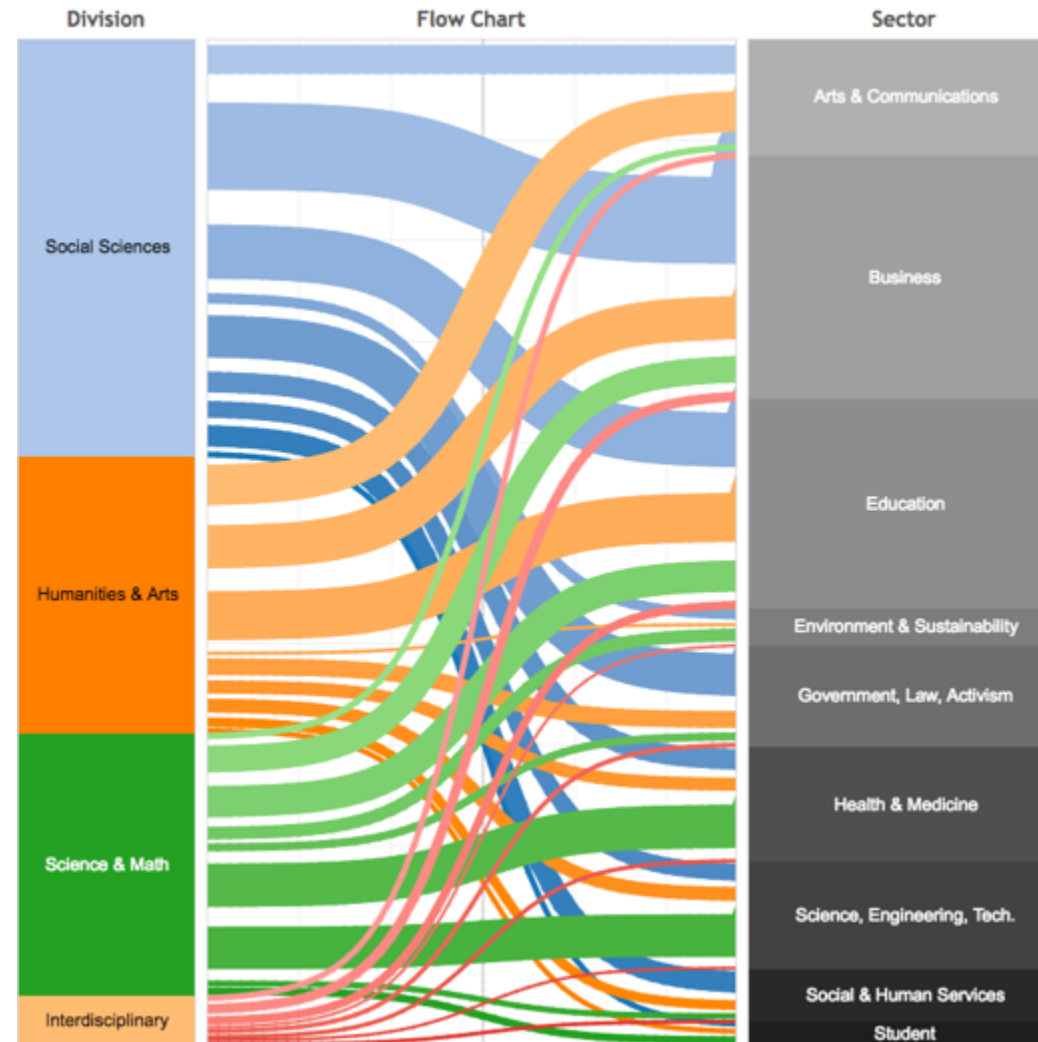 Division
Flow Chart
Sector
Arts & Communications
Social Sciences
Business
Education
Humanities & Arts
Environment & Sustainability
Government, Law, Activism
Health & Medicine
Science & Math
Science, Engineering, Tech.
Social & Human Services
Interdisciplinary
Student